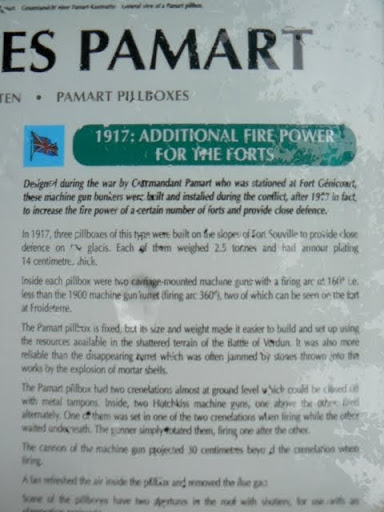 General view of a Pamart pillbox.
ES PAMART
TEN • PAMART PILLBOXES
1917: ADDITIONAL FIRE POWER
FOR THE FORTS
Designed during the war by Commandant Pamart who was stationed at Fort Génicourt,
these machine gun bunkers were built and installed during the conflict, after 1917 in fact,
to increase the fire power of a certain number of forts and provide close defence.
In 1917, three pillboxes of this type were built on the slopes of Fort Souville to provide close
defence on the glacis. Each of them weighed 2.5 tonnes and had armour plating
14 centimetre thick.
Inside each pillbox were two carriage-mounted machine guns with a firing arc of 160° i.e.
less than the 1900 machine gun turret (firing arc 360°), two of which can be seen on the fort
at Froideterre.
The Pamart pillbox is fixed, but its size and weight made it easier to build and set up using
the resources available in the shattered terrain of the Battle of Verdun. It was also more
reliable than the disappearing turret which was often jammed by stones thrown into the
works by the explosion of mortar shells.
The Pamart pillbox had two crenelations almost at ground level which could be closed off
with metal tampons. Inside, two Hotchkiss machine guns, one above the other, fired
alternately. One of them was set in one of the two crenelations when firing while the other
waited underneath. The gunner simply rotated them, firing one after the other.
The cannon of the machine gun projected 30 centimetres beyond the crenelation when
firing.
A fan refreshed the air inside the pillbox and removed the flue gas.
Some of the pillboxes have two apertures in the roof with shutters, for use with an